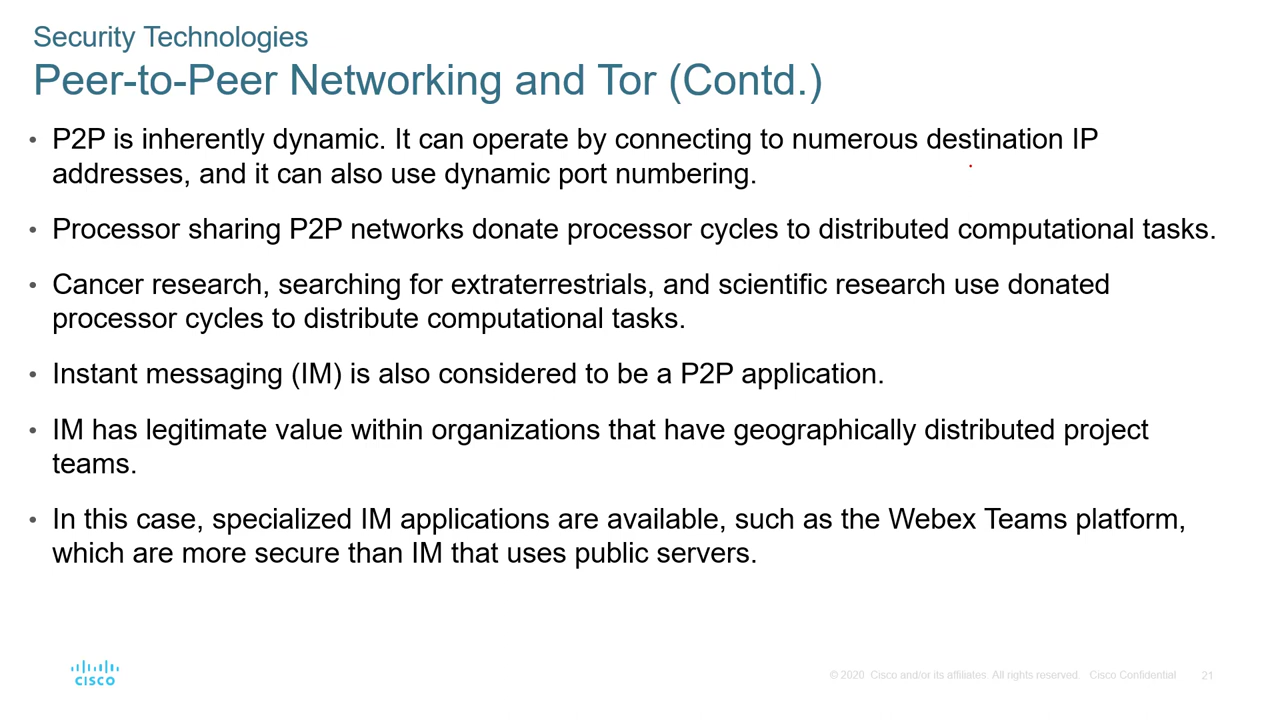 Security Technologies
Peer-to-Peer Networking and Tor (Contd.)
• P2P is inherently dynamic. It can operate by connecting to numerous destination IP
addresses, and it can also use dynamic port numbering.
• Processor sharing P2P networks donate processor cycles to distributed computational tasks.
• Cancer research, searching for extraterrestrials, and scientific research use donated
processor cycles to distribute computational tasks.
• Instant messaging (IM) is also considered to be a P2P application.
• IM has legitimate value within organizations that have geographically distributed project
teams.
• In this case, specialized IM applications are available, such as the Webex Teams platform,
which are more secure than IM that uses public servers.
CISCO
© 2020 Cisco and/or its affiliates. All rights reserved. Cisco Confidential 21